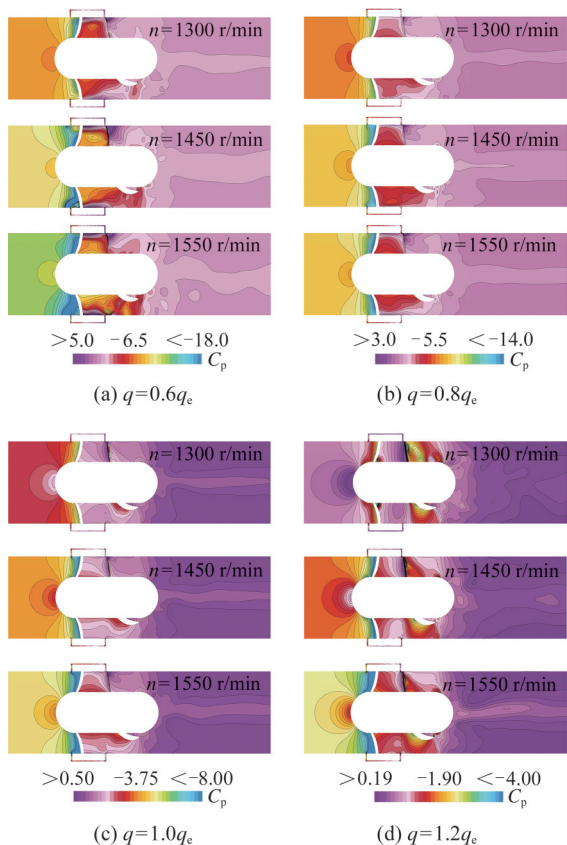 n=1300 r/min
n=1300 r/min
n=1450 r/min
n=1450 r/min
n=1550 r/min
n=1550 r/min
>5.0 −6.5 <−18.0
Cp
>3.0 −5.5 <−14.0
Cp
(a) q=0.6qe
(b) q=0.8qe
n=1300 r/min
n=1300 r/min
n=1450 r/min
n=1450 r/min
n=1550 r/min
n=1550 r/min
>0.50 −3.75 <−8.00
Cp
>0.19 −1.90 <−4.00
Cp
(c) q=1.0qe
(d) q=1.2qe